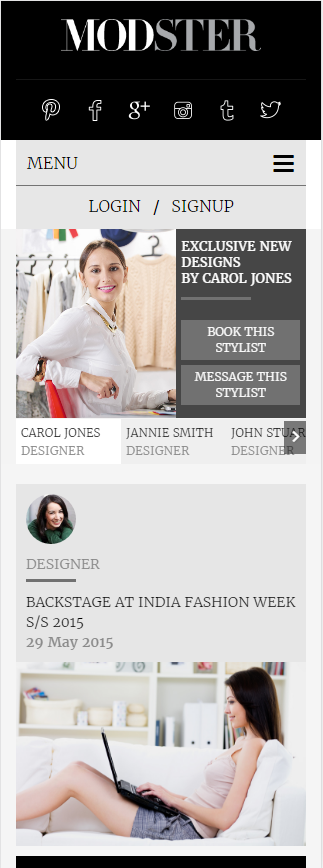 MODSTER
MENU
LOGIN / SIGNUP
EXCLUSIVE NEW
DESIGNS
BY CAROL JONES
BOOK THIS
STYLIST
MESSAGE THIS
STYLIST
CAROL JONES JANNIE SMITH JOHN STUAR
DESIGNER DESIGNER DESIGNER
DESIGNER
BACKSTAGE AT INDIA FASHION WEEK
S/S 2015
29 May 2015